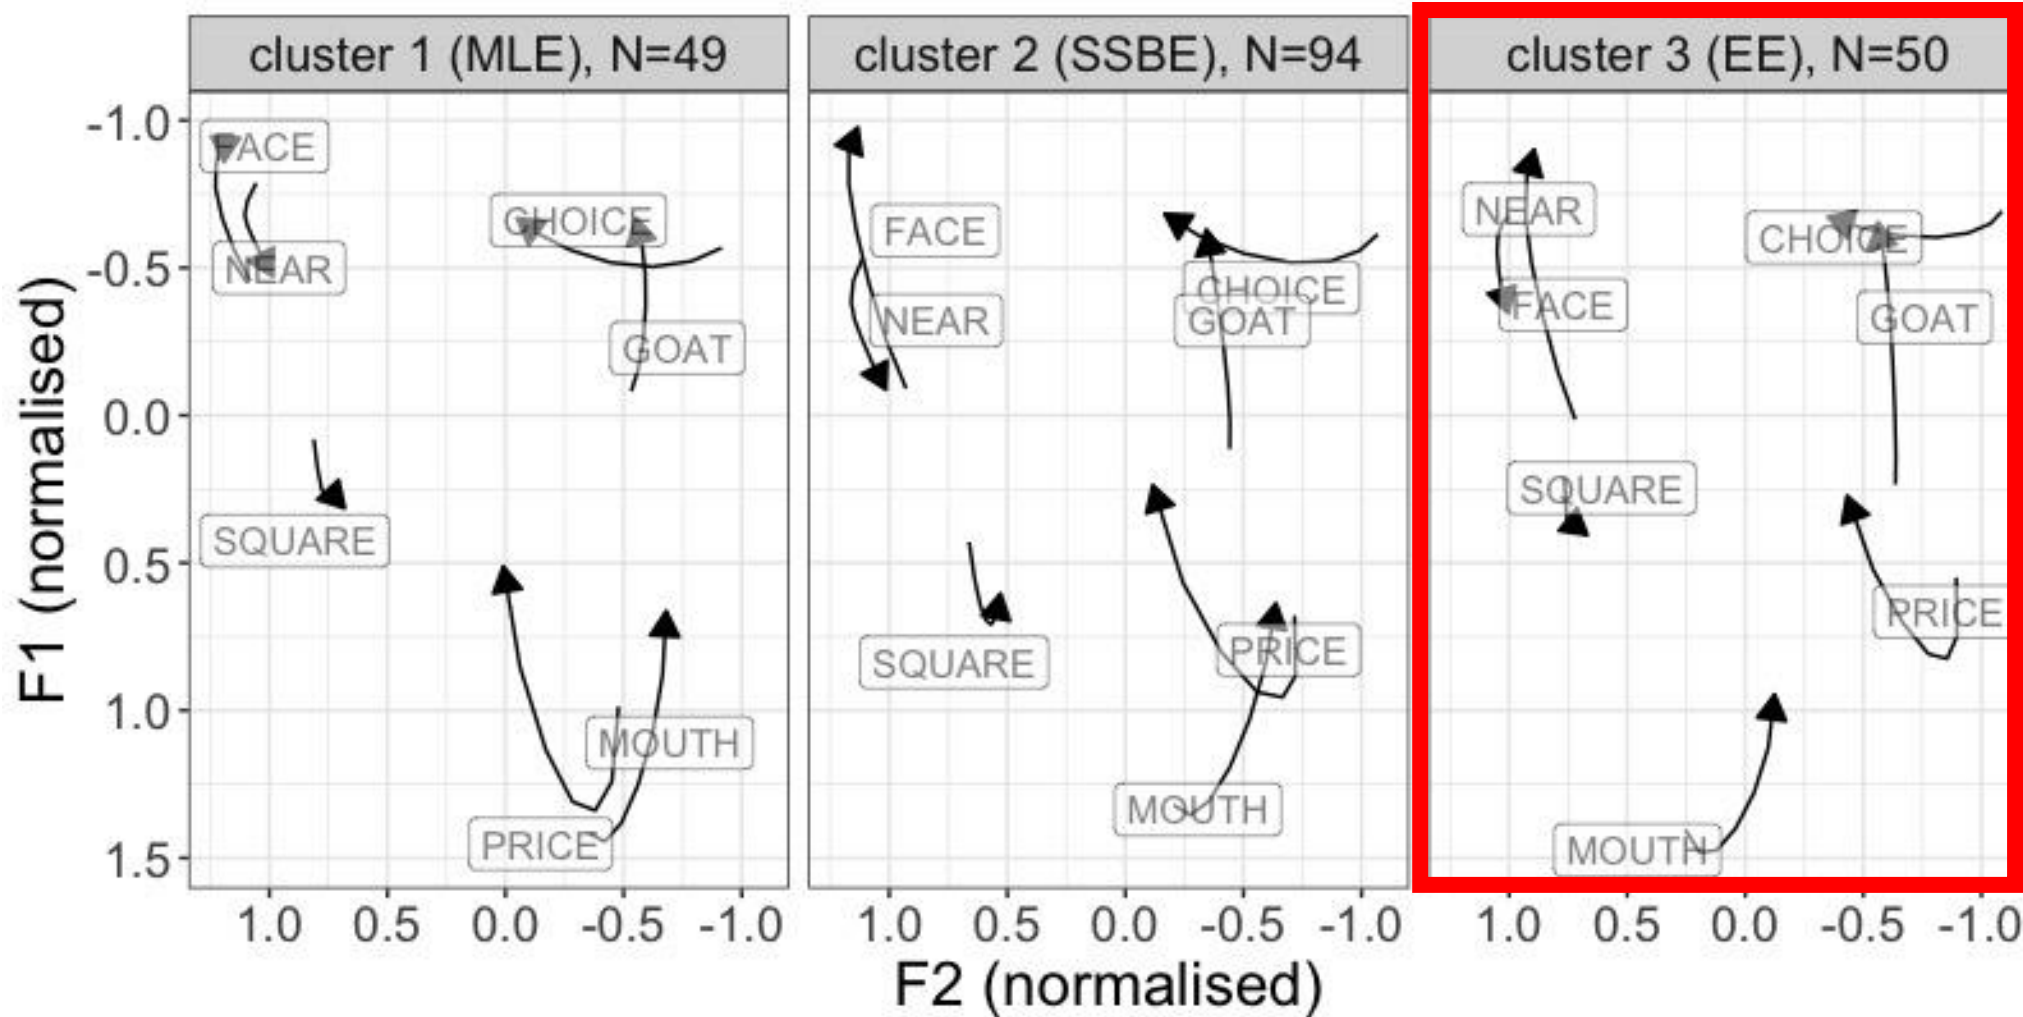 cluster 1 (MLE), N=49
cluster 2 (SSBE), N=94
cluster 3 (EE), N=50
F1 (normalised)
-1.0
-0.5
0.0
0.5
1.0
1.5
FACE
NEAR
CHOICE
GOAT
SQUARE
MOUTH
PRICE
FACE
NEAR
CHOICE
GOAT
SQUARE
PRICE
MOUTH
NEAR
FACE
CHOICE
GOAT
SQUARE
PRICE
MOUTH
1.0 0.5 0.0 -0.5 -1.0
1.0 0.5 0.0 -0.5 -1.0
1.0 0.5 0.0 -0.5 -1.0
F2 (normalised)